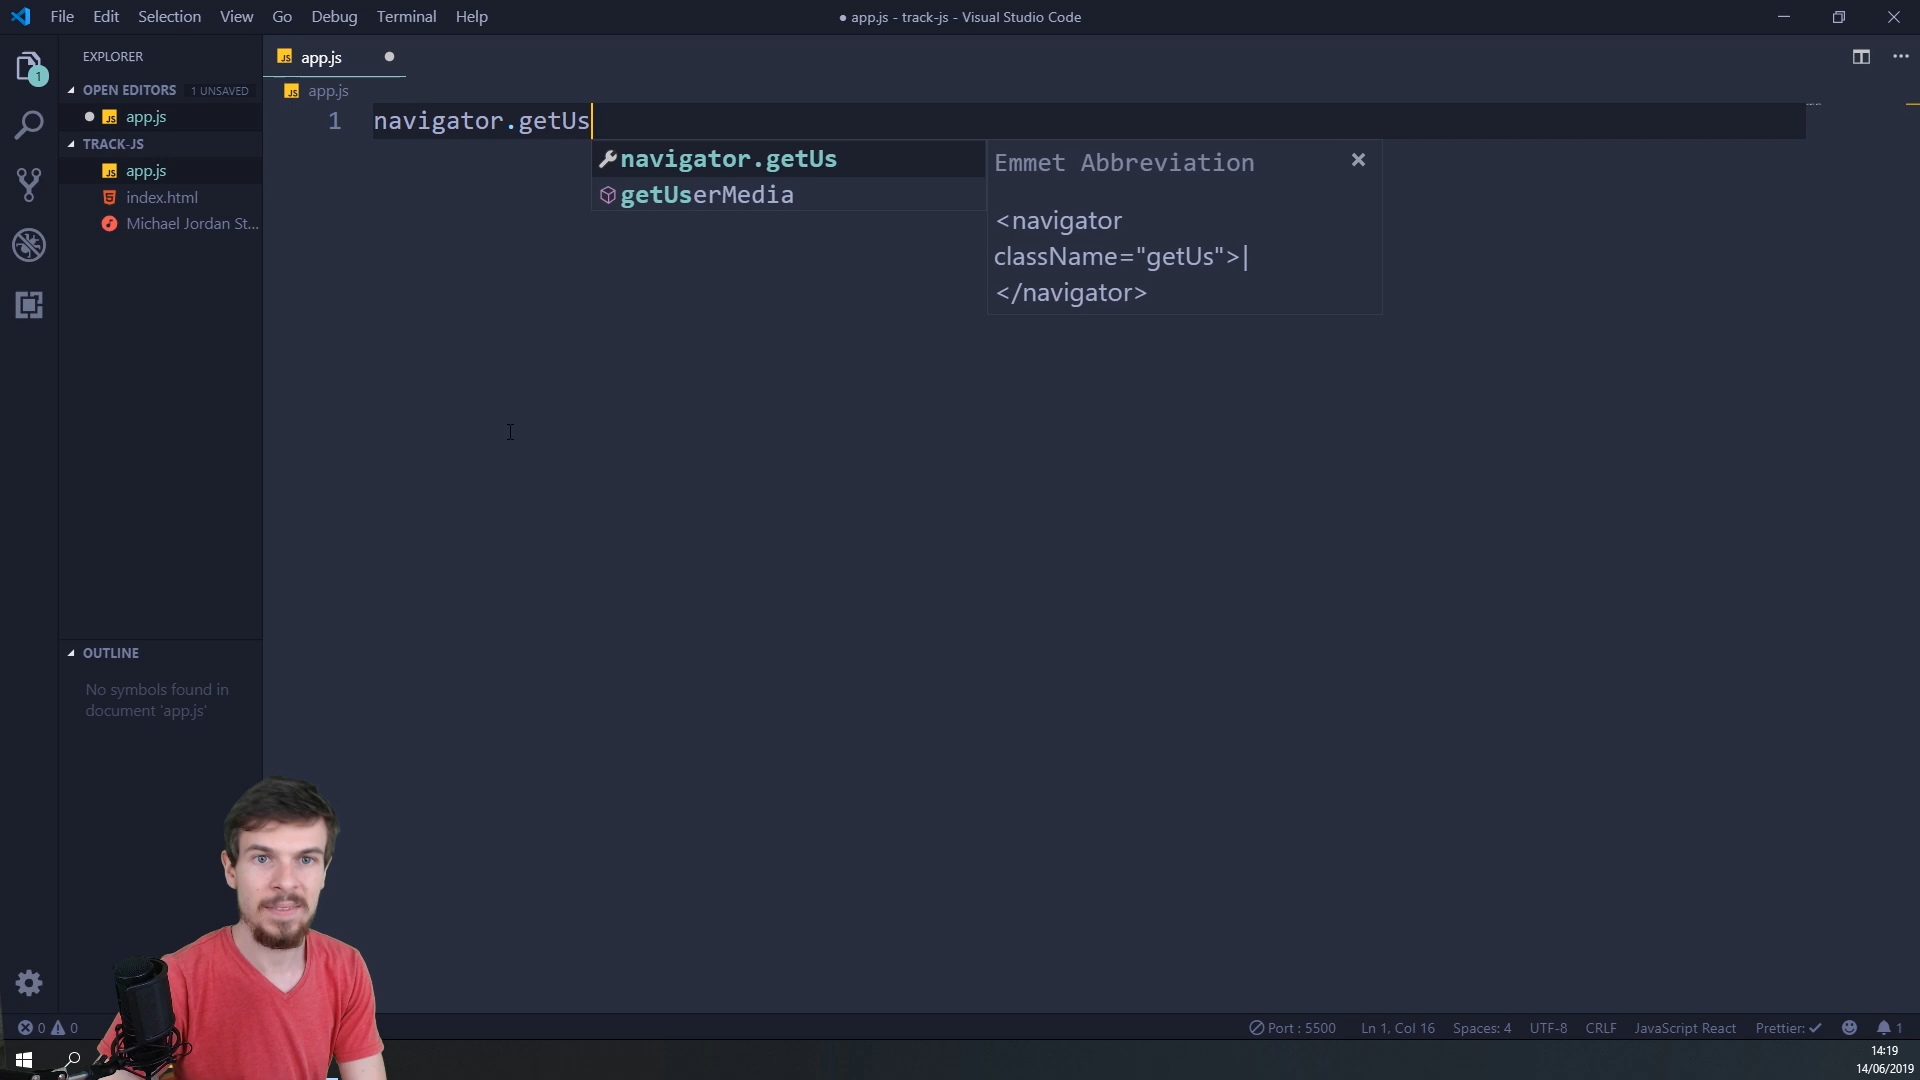 File Edit Selection View Go Debug Terminal Help
● app.js - track-js - Visual Studio Code
EXPLORER
OPEN EDITORS 1 UNSAVED
app.js
TRACK-JS
app.js
index.html
Michael Jordan St...
OUTLINE
No symbols found in
document 'app.js'
1
JS app.js
JS app.js
1 navigator.getUs
navigator.getUs
getUserMedia
Emmet Abbreviation
<navigator
className="getUs">|
</navigator>
0 0
Port : 5500 Ln 1, Col 16 Spaces: 4 UTF-8 CRLF JavaScript React Prettier: ✓ 1
14:19
14/06/2019